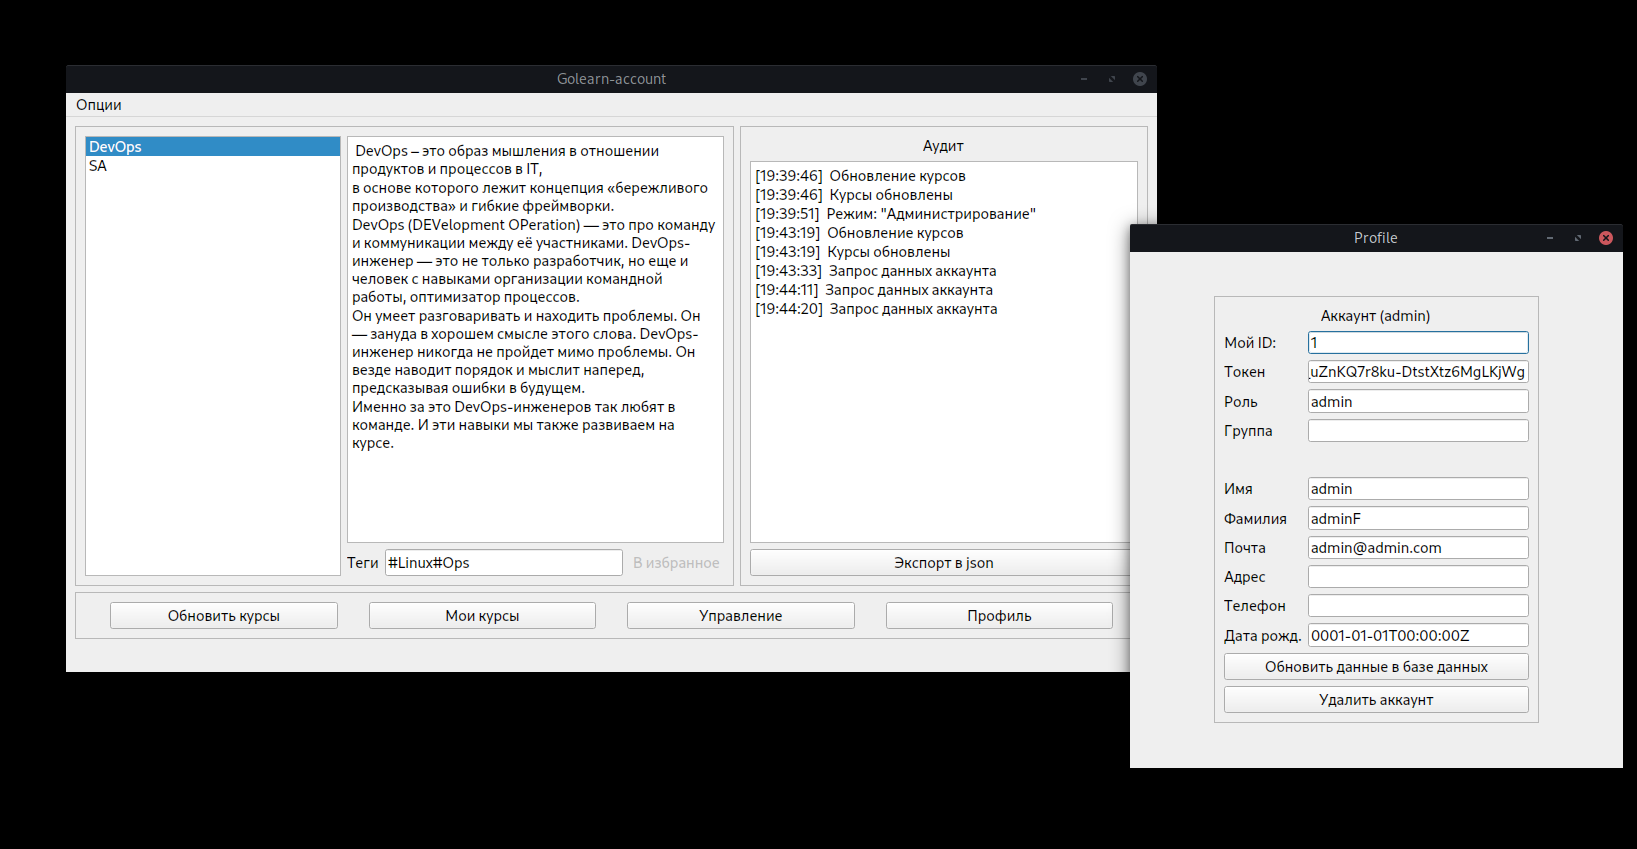 Golearn-account
Опции
DevOps
SA
DevOps – это образ мышления в отношении
продуктов и процессов в IT,
в основе которого лежит концепция «бережливого
производства» и гибкие фреймворки.
DevOps (DEVelopment OPeration) — это про команду
и коммуникации между её участниками. DevOps-
инженер — это не только разработчик, но еще и
человек с навыками организации командной
работы, оптимизатор процессов.
Он умеет разговаривать и находить проблемы. Он
— зануда в хорошем смысле этого слова. DevOps-
инженер никогда не пройдет мимо проблемы. Он
везде наводит порядок и мыслит наперед,
предсказывая ошибки в будущем.
Именно за это DevOps-инженеров так любят в
команде. И эти навыки мы также развиваем на
курсе.
Теги #Linux#Ops В избранное
Аудит
[19:39:46] Обновление курсов
[19:39:46] Курсы обновлены
[19:39:51] Режим: "Администрирование"
[19:43:19] Обновление курсов
[19:43:19] Курсы обновлены
[19:43:33] Запрос данных аккаунта
[19:44:11] Запрос данных аккаунта
[19:44:20] Запрос данных аккаунта
Экспорт в json
Обновить курсы Мои курсы Управление Профиль
Profile
Аккаунт (admin)
Мой ID: 1
Токен _uZnKQ7r8ku-DtstXtz6MgLKjWg
Роль admin
Группа
Имя admin
Фамилия adminF
Почта admin@admin.com
Адрес
Телефон
Дата рожд. 0001-01-01T00:00:00Z
Обновить данные в базе данных
Удалить аккаунт